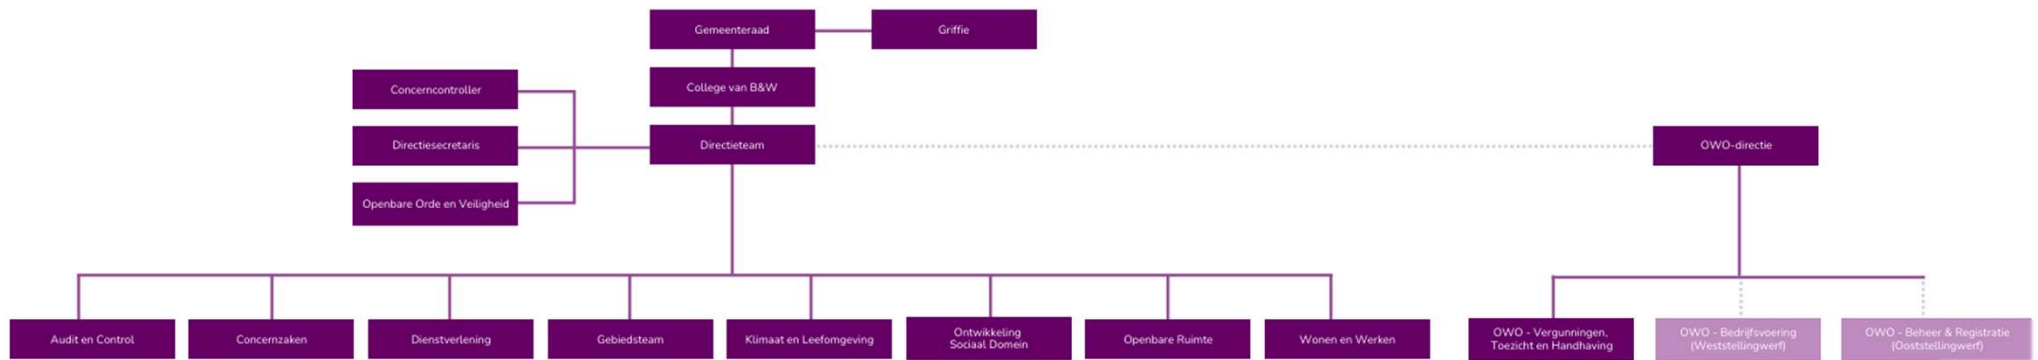 Gemeenteraad
Griffie
College van B&W
Concerncontroller
Directiesecretaris
Directieteam
OWO-directie
Openbare Orde en Veiligheid
Audit en Control
Concernzaken
Dienstverlening
Gebiedsteam
Klimaat en Leefomgeving
Ontwikkeling
Sociaal Domein
Openbare Ruimte
Wonen en Werken
OWO - Vergunningen,
Toezicht en Handhaving
OWO - Bedrijfsvoering
(Weststellingwerf)
OWO - Beheer & Registratie
(Ooststellingwerf)